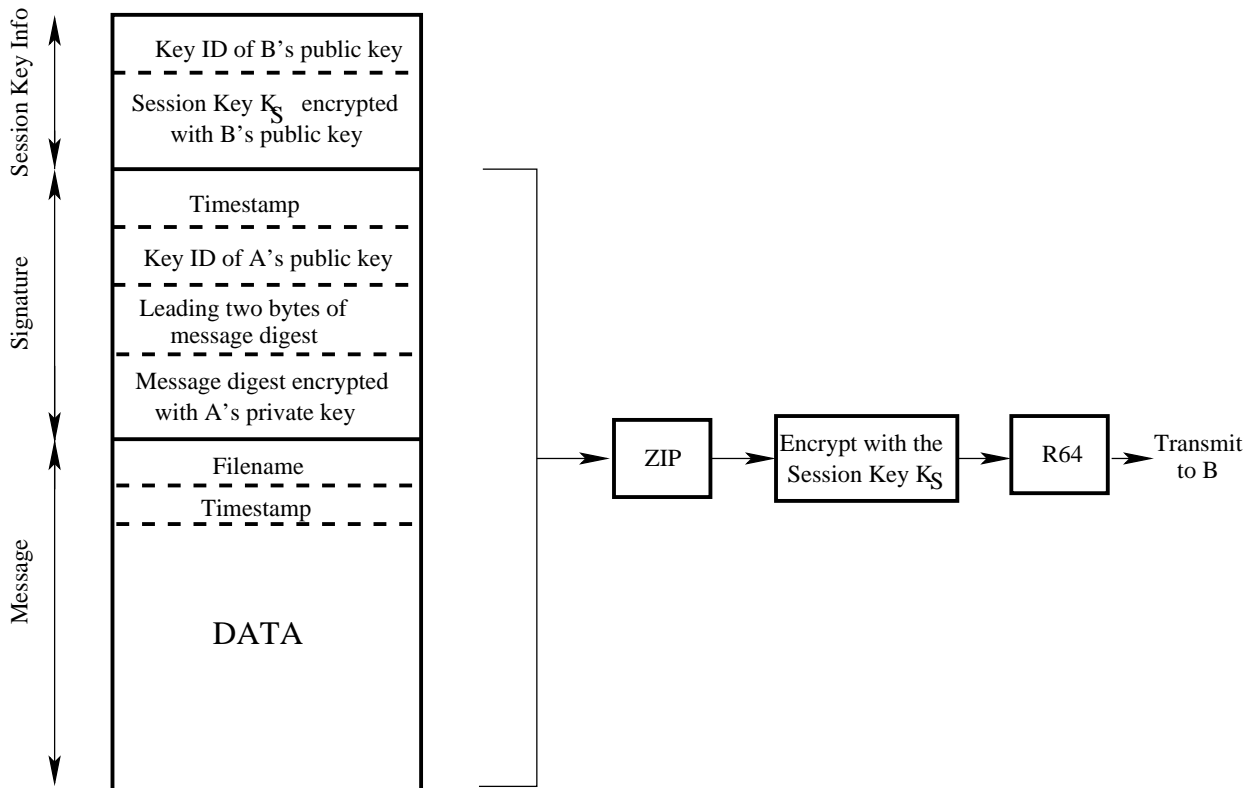 Session Key Info
Key ID of B's public key
Session Key KS encrypted
with B's public key
Signature
Timestamp
Key ID of A's public key
Leading two bytes of
message digest
Message digest encrypted
with A's private key
Message
Filename
Timestamp
DATA
ZIP
Encrypt with the
Session Key KS
R64
Transmit
to B